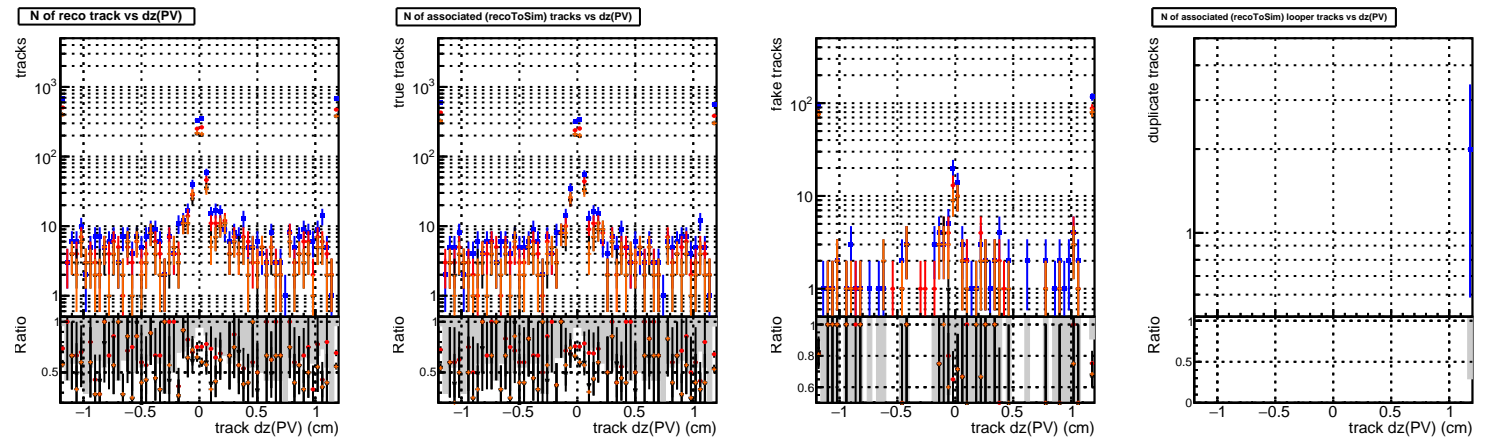 N of reco track vs dz(PV)
tracks
10³
10²
10
1
Ratio
1
0.5
−1
−0.5
0
0.5
1
track dz(PV) (cm)
N of associated (recoToSim) tracks vs dz(PV)
true tracks
10³
10²
10
1
Ratio
1
0.5
−1
−0.5
0
0.5
1
track dz(PV) (cm)
fake tracks
10²
10
1
Ratio
1
0.8
0.6
−1
−0.5
0
0.5
1
track dz(PV) (cm)
N of associated (recoToSim) looper tracks vs dz(PV)
duplicate tracks
1
Ratio
1
0.5
0
−1
−0.5
0
0.5
1
track dz(PV) (cm)